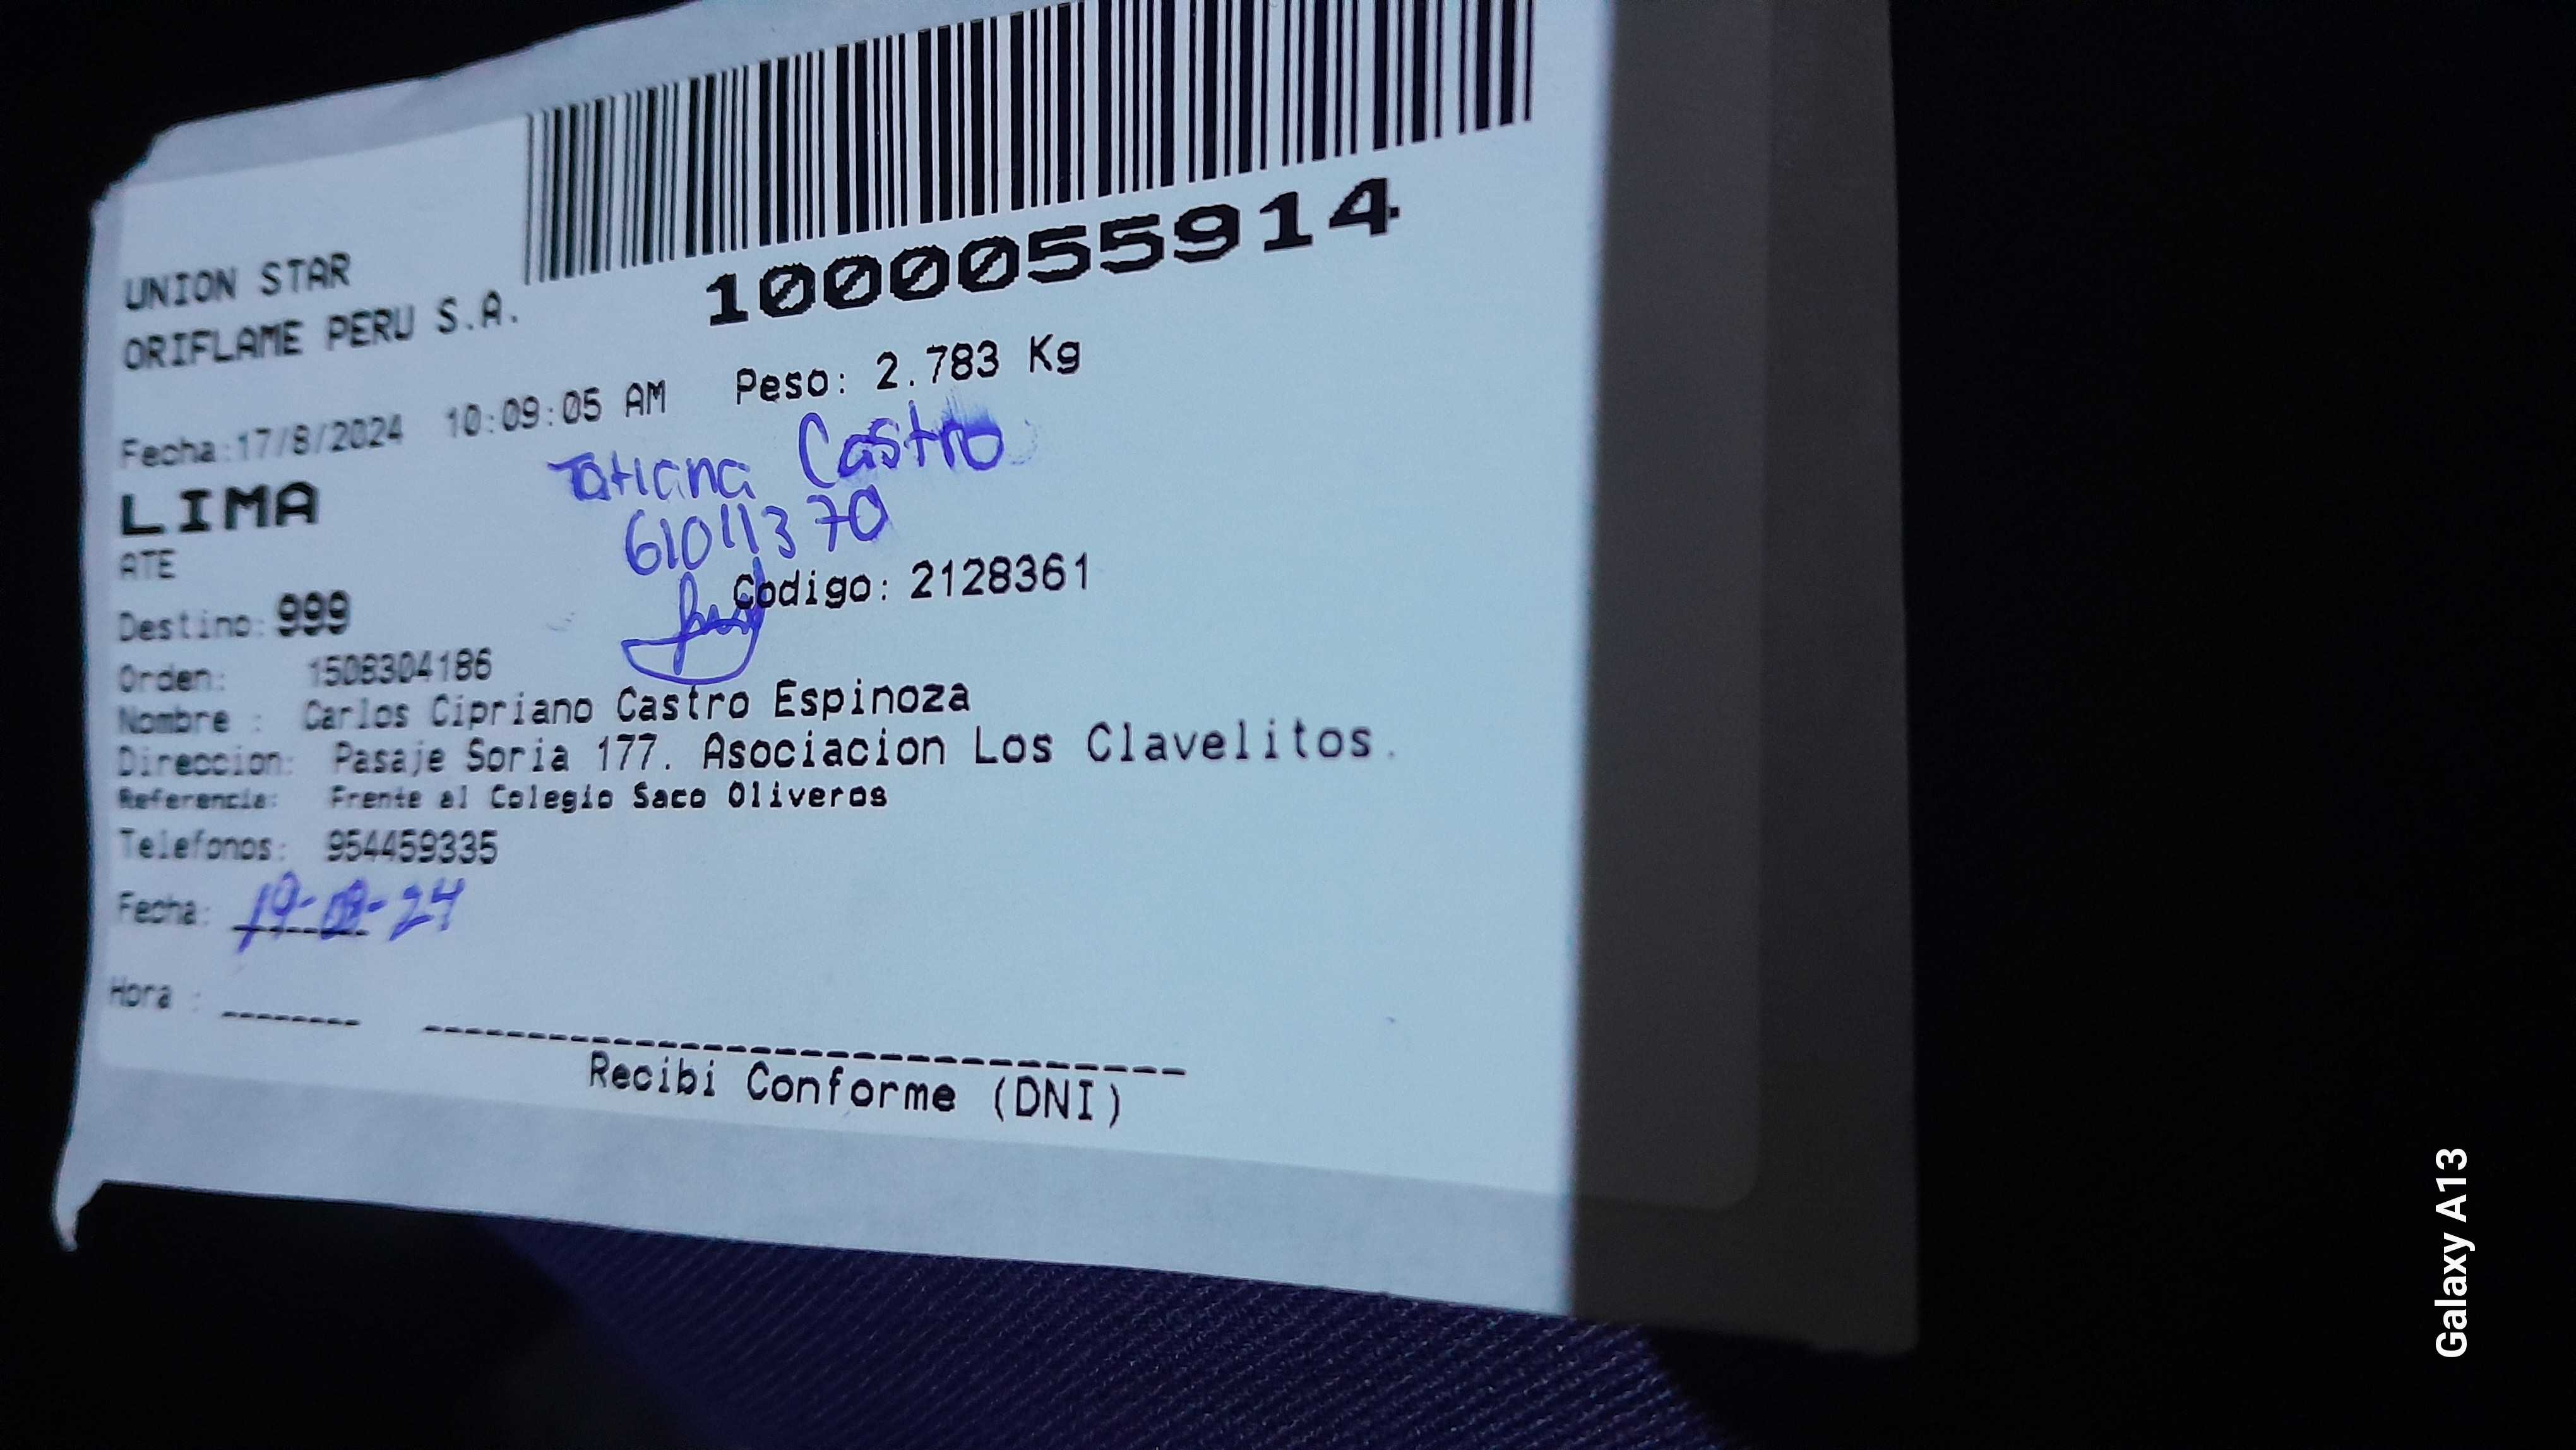 1000055914
UNION STAR
ORIFLAME PERU S.A.
Fecha:17/8/2024 10:09:05 AM Peso: 2.783 Kg
Tatiana Castro
LIMA
61011370
ATE
Codigo: 2128361
Destino: 999
Orden: 1508304186
Nombre : Carlos Cipriano Castro Espinoza
Direccion: Pasaje Soria 177. Asociacion Los Clavelitos.
Referencia: Frente al Colegio Saco Oliveros
Telefonos: 954459335
Fecha: 19-08-24
Hora :
Recibi Conforme (DNI)
Galaxy A13